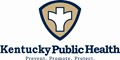 Kentucky Public Health
Prevent. Promote. Protect.